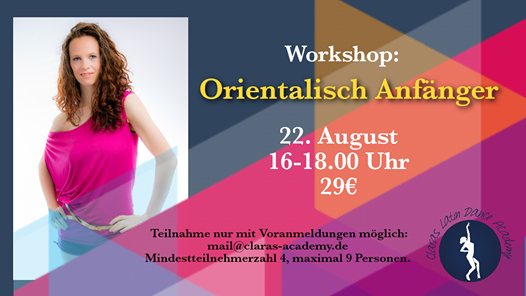 Workshop:
Orientalisch Anfänger
22. August
16-18.00 Uhr
29€
Teilnahme nur mit Voranmeldungen möglich:
mail@claras-academy.de
Mindestteilnehmerzahl 4, maximal 9 Personen.
Claras Latin Dance Academy